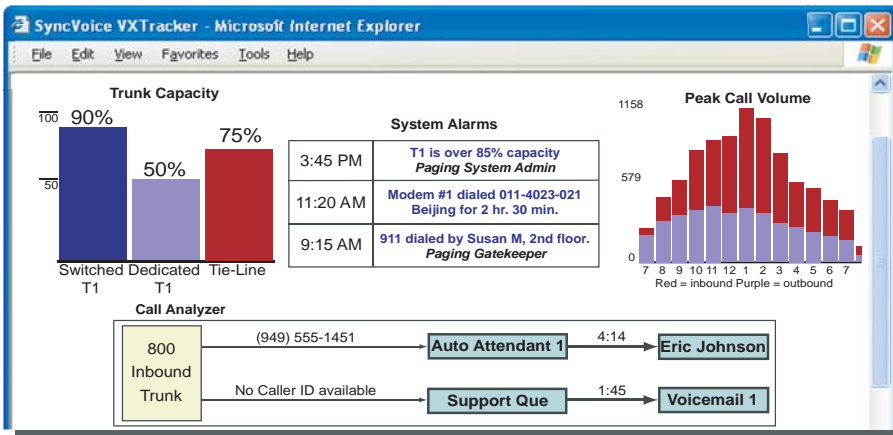 SyncVoice VXTracker - Microsoft Internet Explorer
File Edit View Favorites Tools Help
Trunk Capacity
100
50
90%
50%
75%
Switched T1
Dedicated T1
Tie-Line
System Alarms
3:45 PM
T1 is over 85% capacity
Paging System Admin
11:20 AM
Modem #1 dialed 011-4023-021
Beijing for 2 hr. 30 min.
9:15 AM
911 dialed by Susan M, 2nd floor.
Paging Gatekeeper
Peak Call Volume
1158
579
0
7 8 9 10 11 12 1 2 3 4 5 6 7
Red = inbound Purple = outbound
Call Analyzer
800
Inbound
Trunk
(949) 555-1451
Auto Attendant 1
4:14
Eric Johnson
No Caller ID available
Support Que
1:45
Voicemail 1